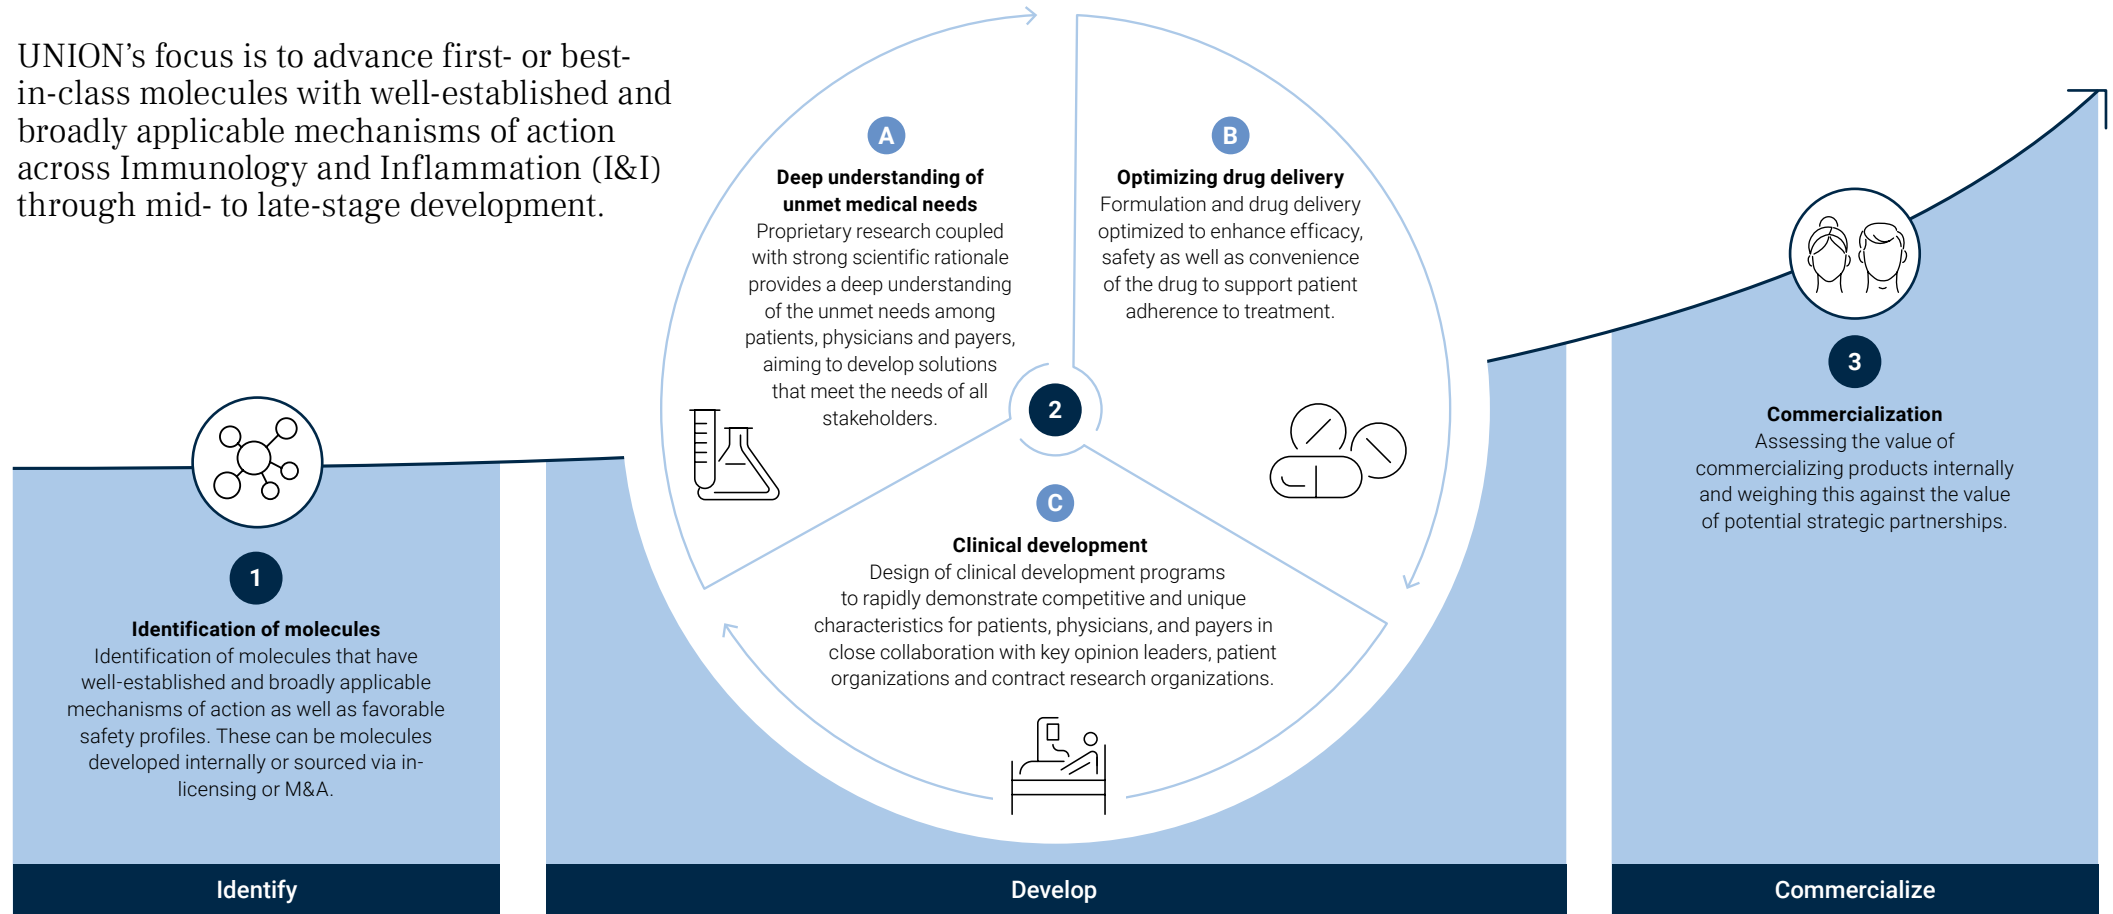 UNION’s focus is to advance first- or best-
in-class molecules with well-established and
broadly applicable mechanisms of action
across Immunology and Inflammation (I&I)
through mid- to late-stage development.
1
Identification of molecules
Identification of molecules that have
well-established and broadly applicable
mechanisms of action as well as favorable
safety profiles. These can be molecules
developed internally or sourced via in-
licensing or M&A.
Identify
2
A
Deep understanding of
unmet medical needs
Proprietary research coupled
with strong scientific rationale
provides a deep understanding
of the unmet needs among
patients, physicians and payers,
aiming to develop solutions
that meet the needs of all
stakeholders.
B
Optimizing drug delivery
Formulation and drug delivery
optimized to enhance efficacy,
safety as well as convenience
of the drug to support patient
adherence to treatment.
C
Clinical development
Design of clinical development programs
to rapidly demonstrate competitive and unique
characteristics for patients, physicians, and payers in
close collaboration with key opinion leaders, patient
organizations and contract research organizations.
Develop
3
Commercialization
Assessing the value of
commercializing products internally
and weighing this against the value
of potential strategic partnerships.
Commercialize